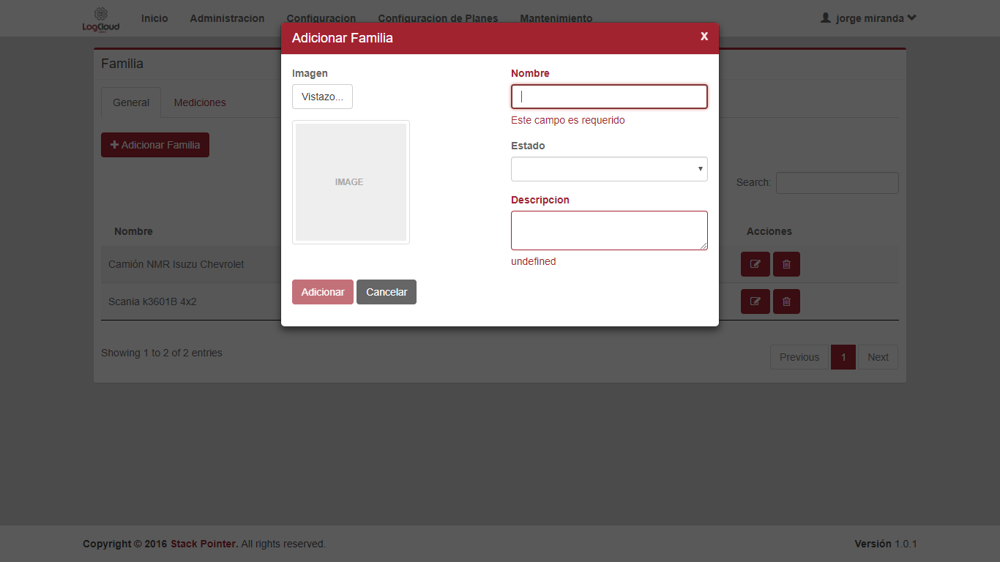 LogCloud
Inicio Administracion Configuracion Configuracion de Planes Mantenimiento jorge miranda
Adicionar Familia x
Familia
General Mediciones
Adicionar Familia
Imagen
Vistazo...
IMAGE
Nombre
Este campo es requerido
Estado
Descripcion
undefined
Adicionar Cancelar
Search:
Nombre Acciones
Camión NMR Isuzu Chevrolet
Scania k3601B 4x2
Showing 1 to 2 of 2 entries
Previous 1 Next
Copyright © 2016 Stack Pointer. All rights reserved. Versión 1.0.1